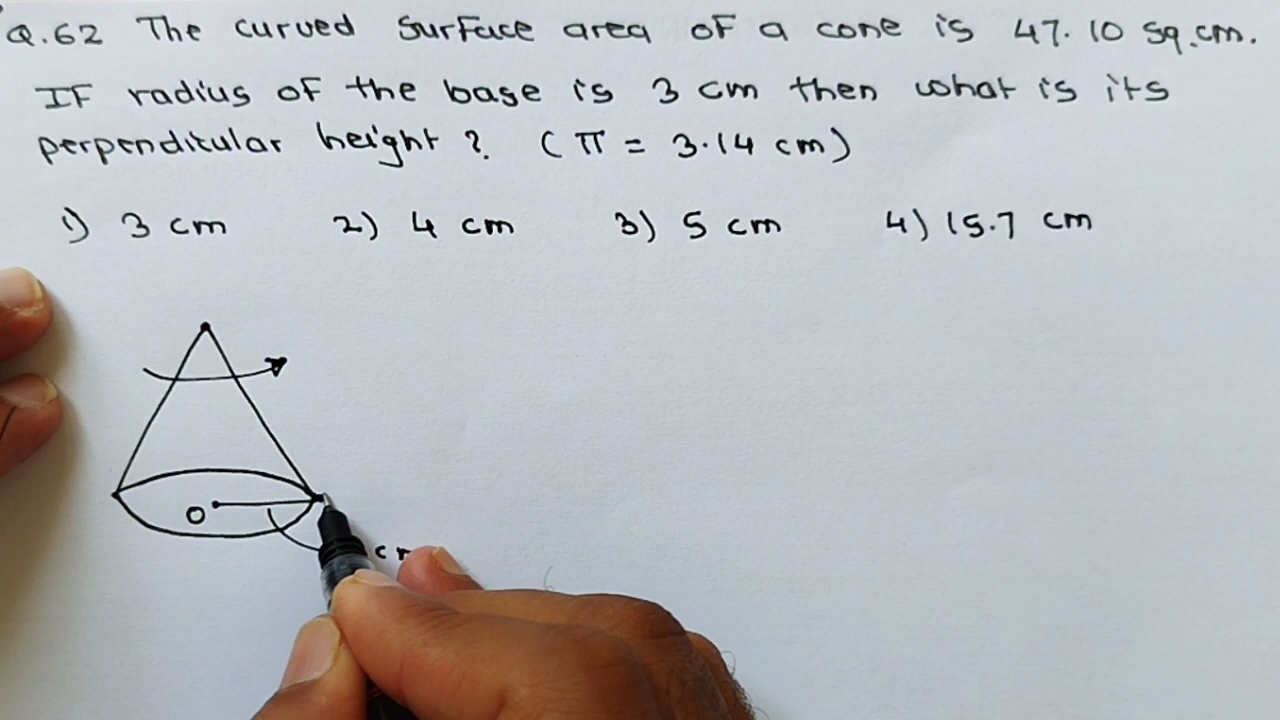 Q.62 The curved surface area of a cone is 47.10 sq.cm.
If radius of the base is 3 cm then what is its
perpenditular height ? ( π = 3.14 cm )
1) 3 cm 2) 4 cm 3) 5 cm 4) 15.7 cm
O